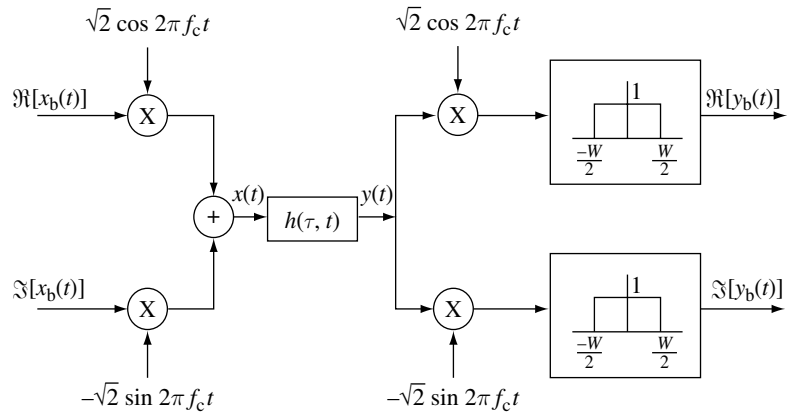 √2 cos 2πf_c t
√2 cos 2πf_c t
ℜ[x_b(t)]
X
X
1
−W/2
W/2
ℜ[y_b(t)]
+
x(t)
h(τ, t)
y(t)
ℑ[x_b(t)]
X
X
1
−W/2
W/2
ℑ[y_b(t)]
−√2 sin 2πf_c t
−√2 sin 2πf_c t